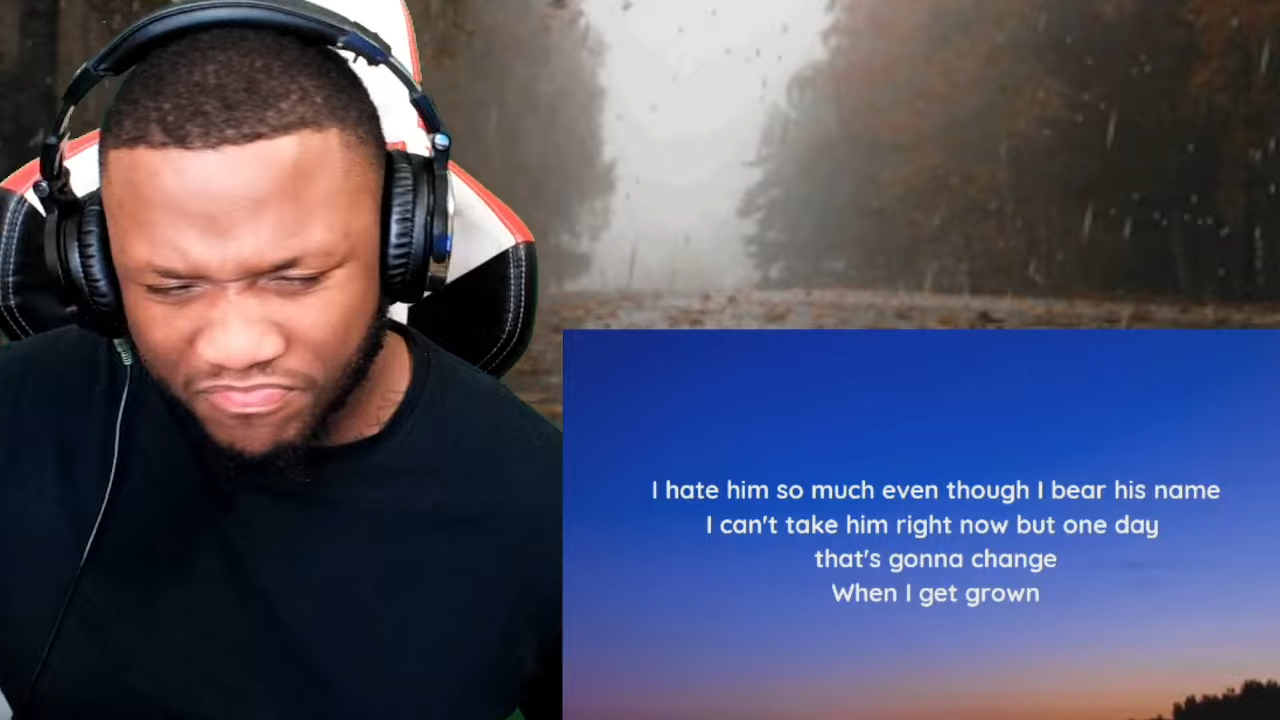 I hate him so much even though I bear his name
I can't take him right now but one day
that's gonna change
When I get grown